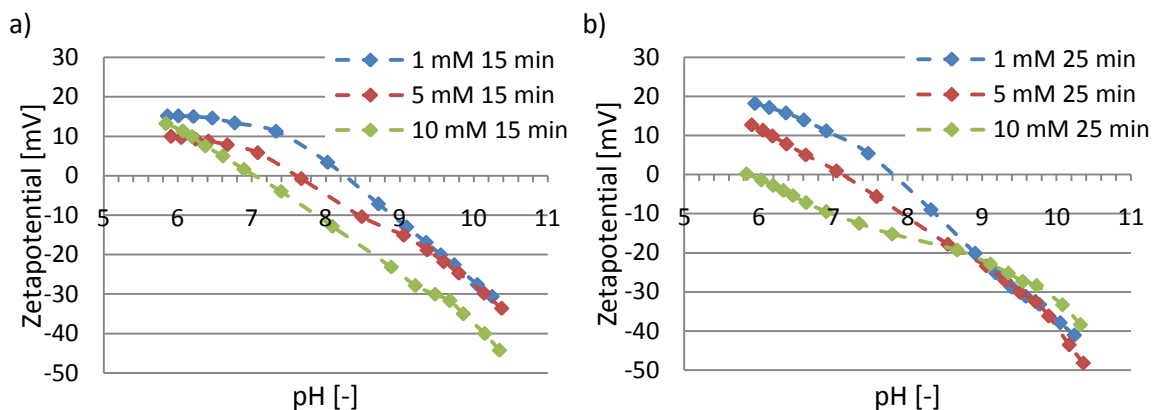 a)
Zetapotential [mV]
30
20
10
0
-10
-20
-30
-40
-50
5 6 7 8 9 10 11
pH [-]
1 mM 15 min
5 mM 15 min
10 mM 15 min
b)
Zetapotential [mV]
30
20
10
0
-10
-20
-30
-40
-50
5 6 7 8 9 10 11
pH [-]
1 mM 25 min
5 mM 25 min
10 mM 25 min